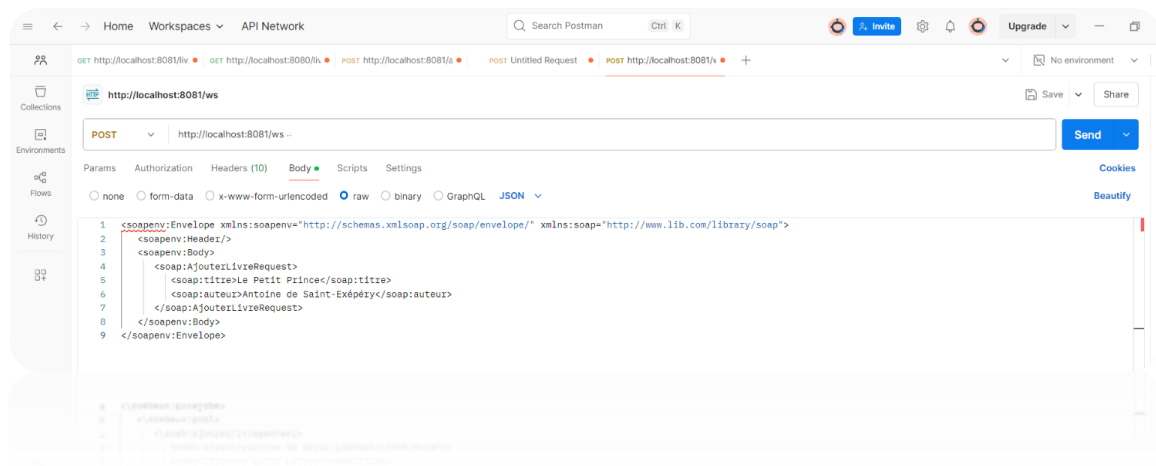 Home Workspaces API Network Search Postman Ctrl K Invite Upgrade
GET http://localhost:8081/liv GET http://localhost:8080/liv POST http://localhost:8081/a POST Untitled Request POST http://localhost:8081/v + No environment
Collections
Environments
Flows
History
HTTP http://localhost:8081/ws Save Share
POST http://localhost:8081/ws Send
Params Authorization Headers (10) Body Scripts Settings Cookies
none form-data x-www-form-urlencoded raw binary GraphQL JSON Beautify
1 <soapenv:Envelope xmlns:soapenv="http://schemas.xmlsoap.org/soap/envelope/" xmlns:soap="http://www.lib.com/library/soap">
2 <soapenv:Header/>
3 <soapenv:Body>
4 <soap:AjouterLivreRequest>
5 <soap:titre>Le Petit Prince</soap:titre>
6 <soap:auteur>Antoine de Saint-Exépéry</soap:auteur>
7 </soap:AjouterLivreRequest>
8 </soapenv:Body>
9 </soapenv:Envelope>